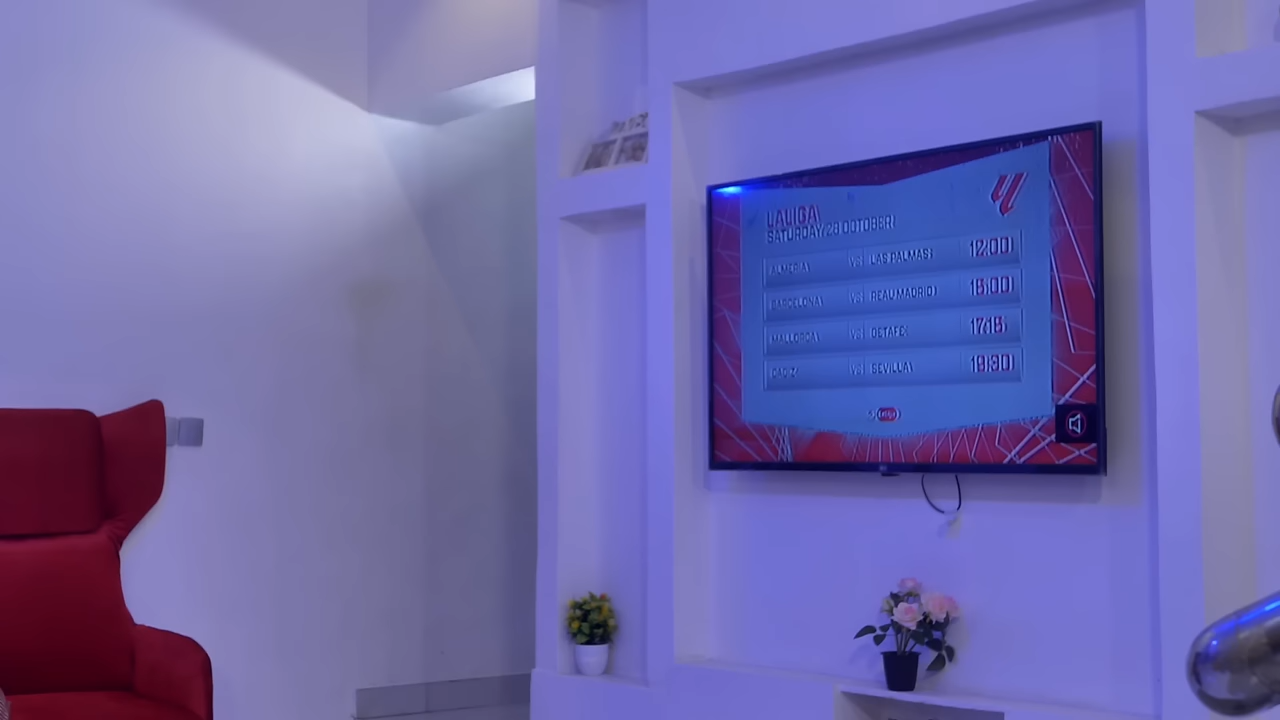 LALIGA
SATURDAY 28 OCTOBER
ALMERIA VS LAS PALMAS 12:00
BARCELONA VS REAL MADRID 15:00
MALLORCA VS GETAFE 17:15
CADIZ VS SEVILLA 19:30